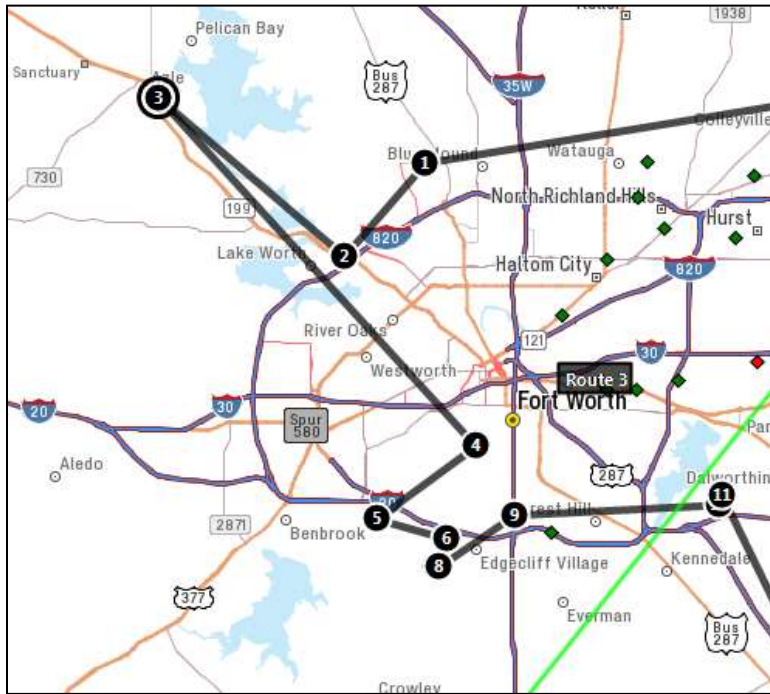 Keller
1938
Pelican Bay
Sanctuary
Azle
3
Bus
287
35W
Colleyville
Blue Mound
1
Watauga
730
North Richland Hills
199
Hurst
820
2
Lake Worth
Haltom City
820
River Oaks
121
30
Westworth
Route 3
20
30
Spur
580
Fort Worth
4
Aledo
287
Dalworthin
11
20
5
2871
Benbrook
9
Forest Hill
6
8
Edgecliff Village
Kennedale
377
Everman
Bus
287
Crowley